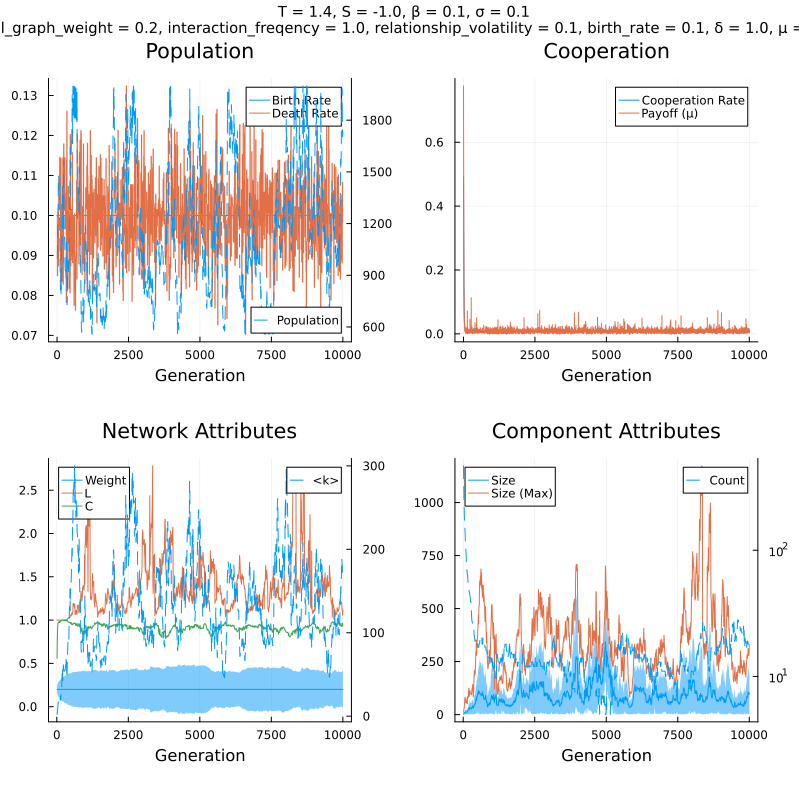 T = 1.4, S = -1.0, β = 0.1, σ = 0.1
l_graph_weight = 0.2, interaction_freqency = 1.0, relationship_volatility = 0.1, birth_rate = 0.1, δ = 1.0, μ =
Population
Birth Rate
Death Rate
Population
0.13
0.12
0.11
0.10
0.09
0.08
0.07
1800
1500
1200
900
600
0 2500 5000 7500 10000
Generation
Cooperation
Cooperation Rate
Payoff (μ)
0.6
0.4
0.2
0.0
0 2500 5000 7500 10000
Generation
Network Attributes
Weight
L
C
<k>
2.5
2.0
1.5
1.0
0.5
0.0
300
200
100
0
0 2500 5000 7500 10000
Generation
Component Attributes
Size
Size (Max)
Count
1000
750
500
250
0
10²
10¹
0 2500 5000 7500 10000
Generation